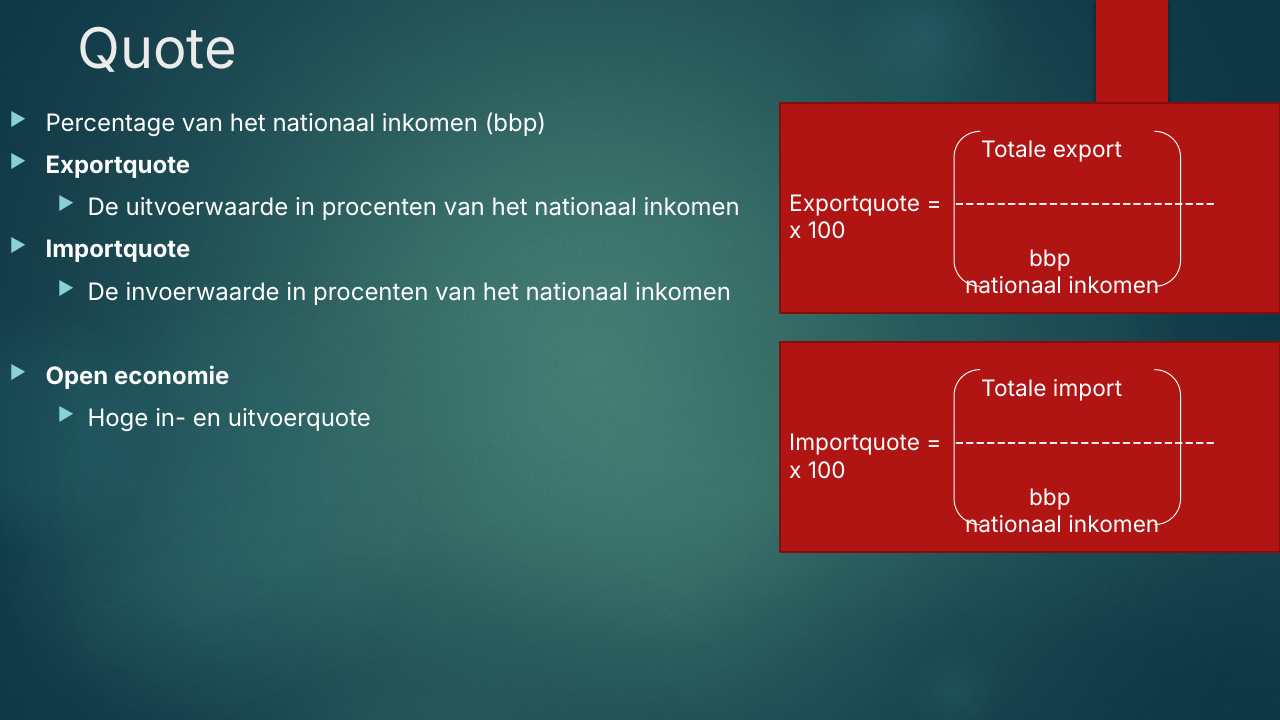 Quote
Percentage van het nationaal inkomen (bbp)
Exportquote
De uitvoerwaarde in procenten van het nationaal inkomen
Importquote
De invoerwaarde in procenten van het nationaal inkomen
Open economie
Hoge in- en uitvoerquote
Totale export
Exportquote = -------------------------
x 100
bbp
nationaal inkomen
Totale import
Importquote = -------------------------
x 100
bbp
nationaal inkomen